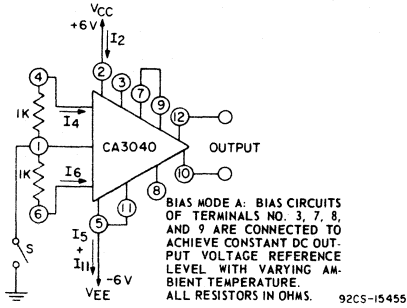 VCC
+6V
I2
2
3
7
9
4
12
1K
I4
1
CA3040
OUTPUT
1K
I6
10
6
8
5
11
S
I5
+
I11
-6V
VEE
BIAS MODE A: BIAS CIRCUITS
OF TERMINALS NO. 3, 7, 8,
AND 9 ARE CONNECTED TO
ACHIEVE CONSTANT DC OUT-
PUT VOLTAGE REFERENCE
LEVEL WITH VARYING AM-
BIENT TEMPERATURE.
ALL RESISTORS IN OHMS.
92CS-15455